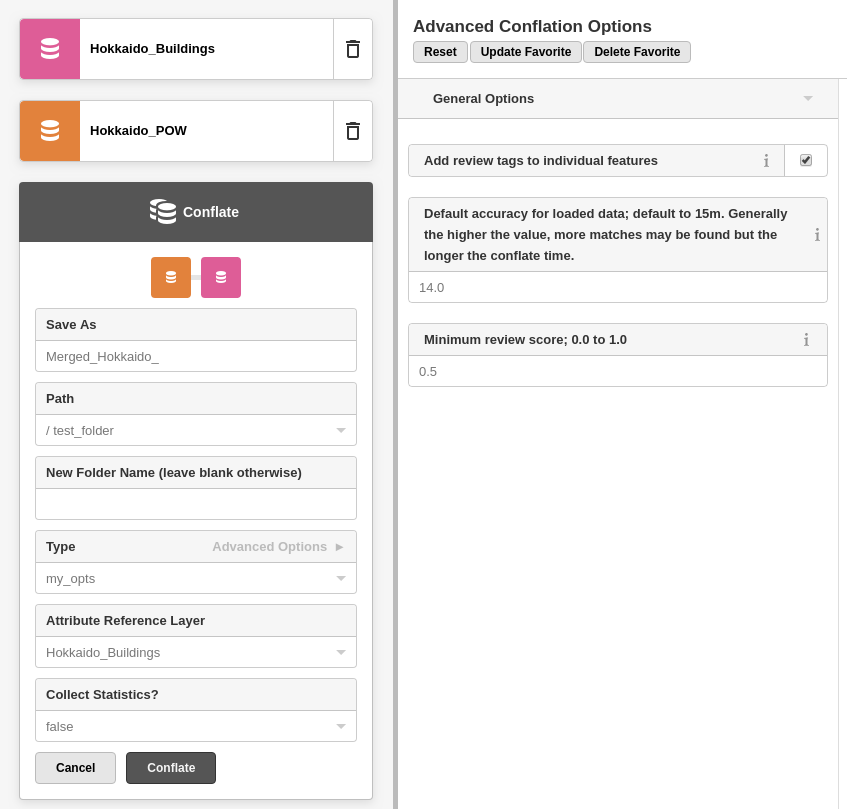 Hokkaido_Buildings
Hokkaido_POW
Conflate
Save As
Merged_Hokkaido_
Path
/ test_folder
New Folder Name (leave blank otherwise)
Type Advanced Options ►
my_opts
Attribute Reference Layer
Hokkaido_Buildings
Collect Statistics?
false
Cancel Conflate
Advanced Conflation Options
Reset Update Favorite Delete Favorite
General Options
Add review tags to individual features
Default accuracy for loaded data; default to 15m. Generally
the higher the value, more matches may be found but the
longer the conflate time.
14.0
Minimum review score; 0.0 to 1.0
0.5